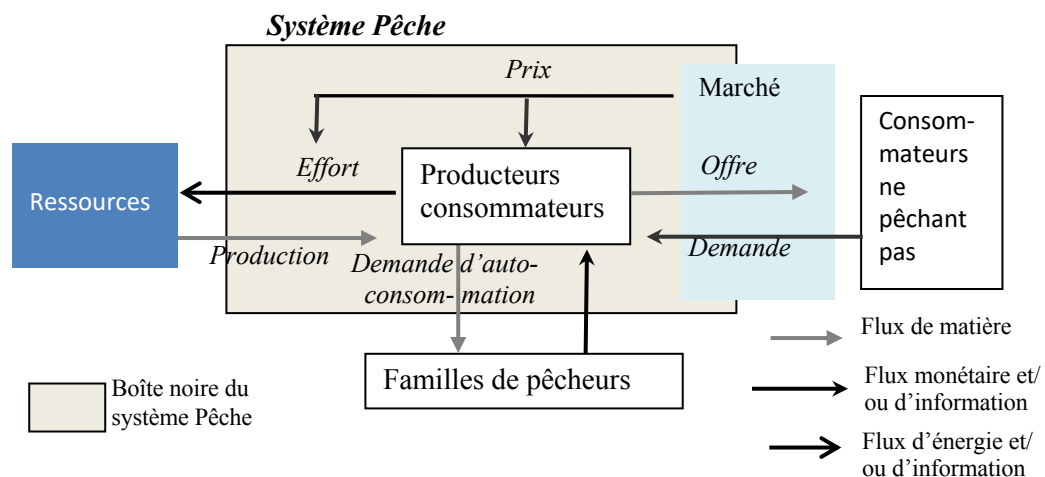 Système Pêche
Prix
Marché
Consom-
mateurs
ne
pêchant
pas
Effort
Producteurs
consommateurs
Offre
Ressources
Production
Demande
Demande d'auto-
consom- mation
Flux de matière
Familles de pêcheurs
Boîte noire du
système Pêche
Flux monétaire et/
ou d'information
Flux d'énergie et/
ou d'information